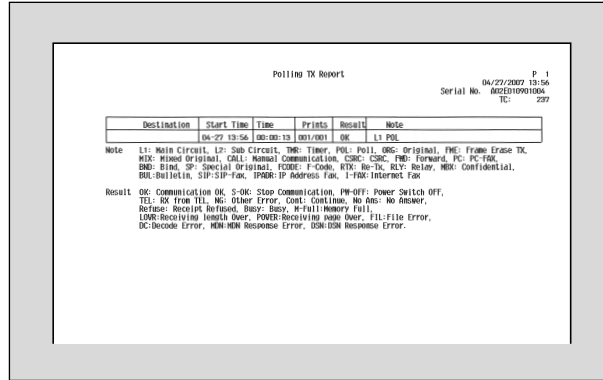 Polling TX Report
P 1
04/27/2007 13:56
Serial No. A02E010901004
TC: 237
Destination Start Time Time Prints Result Note
04-27 13:56 00:00:13 001/001 OK L1 POL
Note L1: Main Circuit, L2: Sub Circuit, TMR: Timer, POL: Poll, ORG: Original, FME: Frame Erase TX,
MIX: Mixed Original, CALL: Manual Communication, CSRC: CSRC, FWD: Forward, PC: PC-FAX,
BND: Bind, SP: Special Original, FCODE: F-Code, RTX: Re-Tx, RLY: Relay, MBX: Confidential,
BUL:Bulletin, SIP:SIP-Fax, IPADR:IP Address Fax, I-FAX:Internet Fax
Result OK: Communication OK, S-OK: Stop Communication, PW-OFF: Power Switch OFF,
TEL: RX from TEL, NG: Other Error, Cont: Continue, No Ans: No Answer,
Refuse: Receipt Refused, Busy: Busy, M-Full:Memory Full,
LOVR:Receiving length Over, POVER:Receiving page Over, FIL:File Error,
DC:Decode Error, MDN:MDN Response Error, DSN:DSN Response Error.